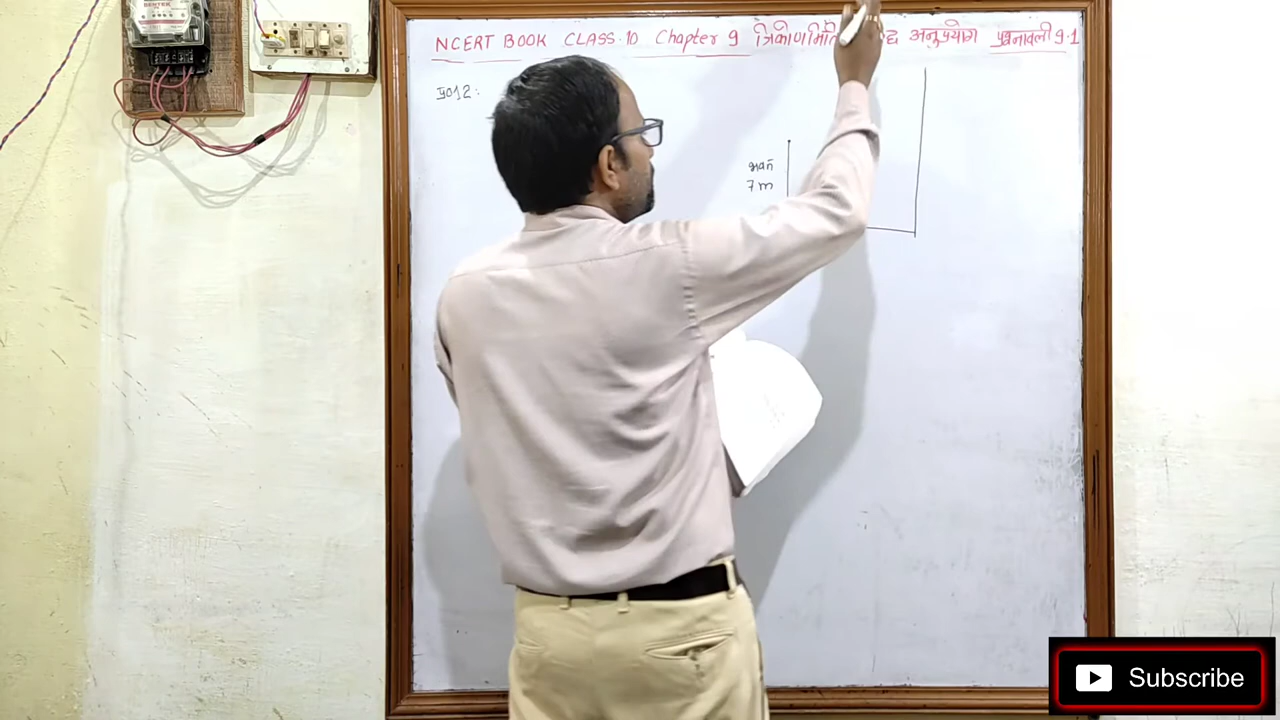 NCERT BOOK CLASS-10 Chapter 9 त्रिकोणमिति अनुप्रयोग प्रश्नावली 9.1
प्र012:
भवन
7 m
Subscribe